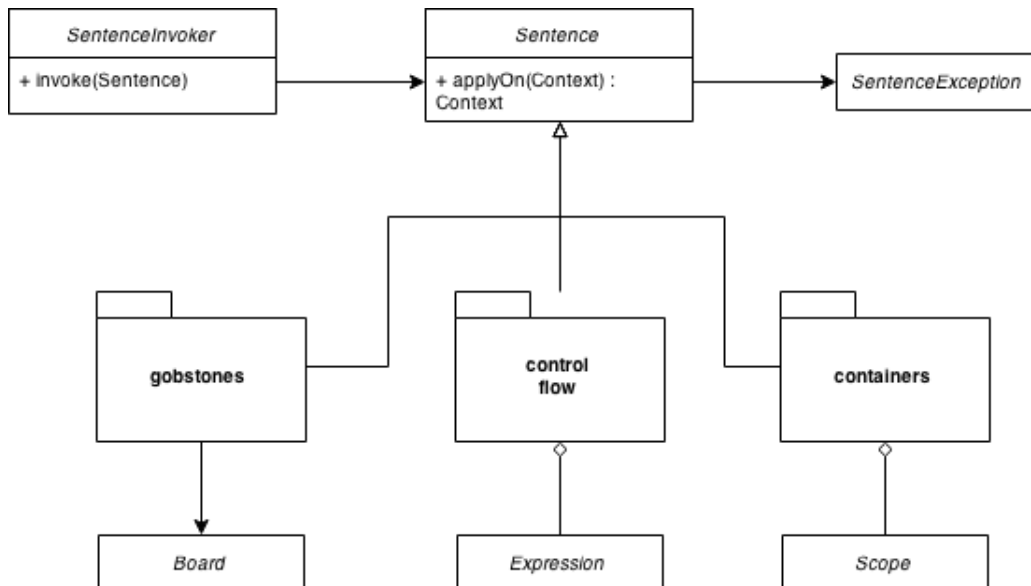 SentenceInvoker
+ invoke(Sentence)
Sentence
+ applyOn(Context) :
Context
SentenceException
gobstones
control
flow
containers
Board
Expression
Scope